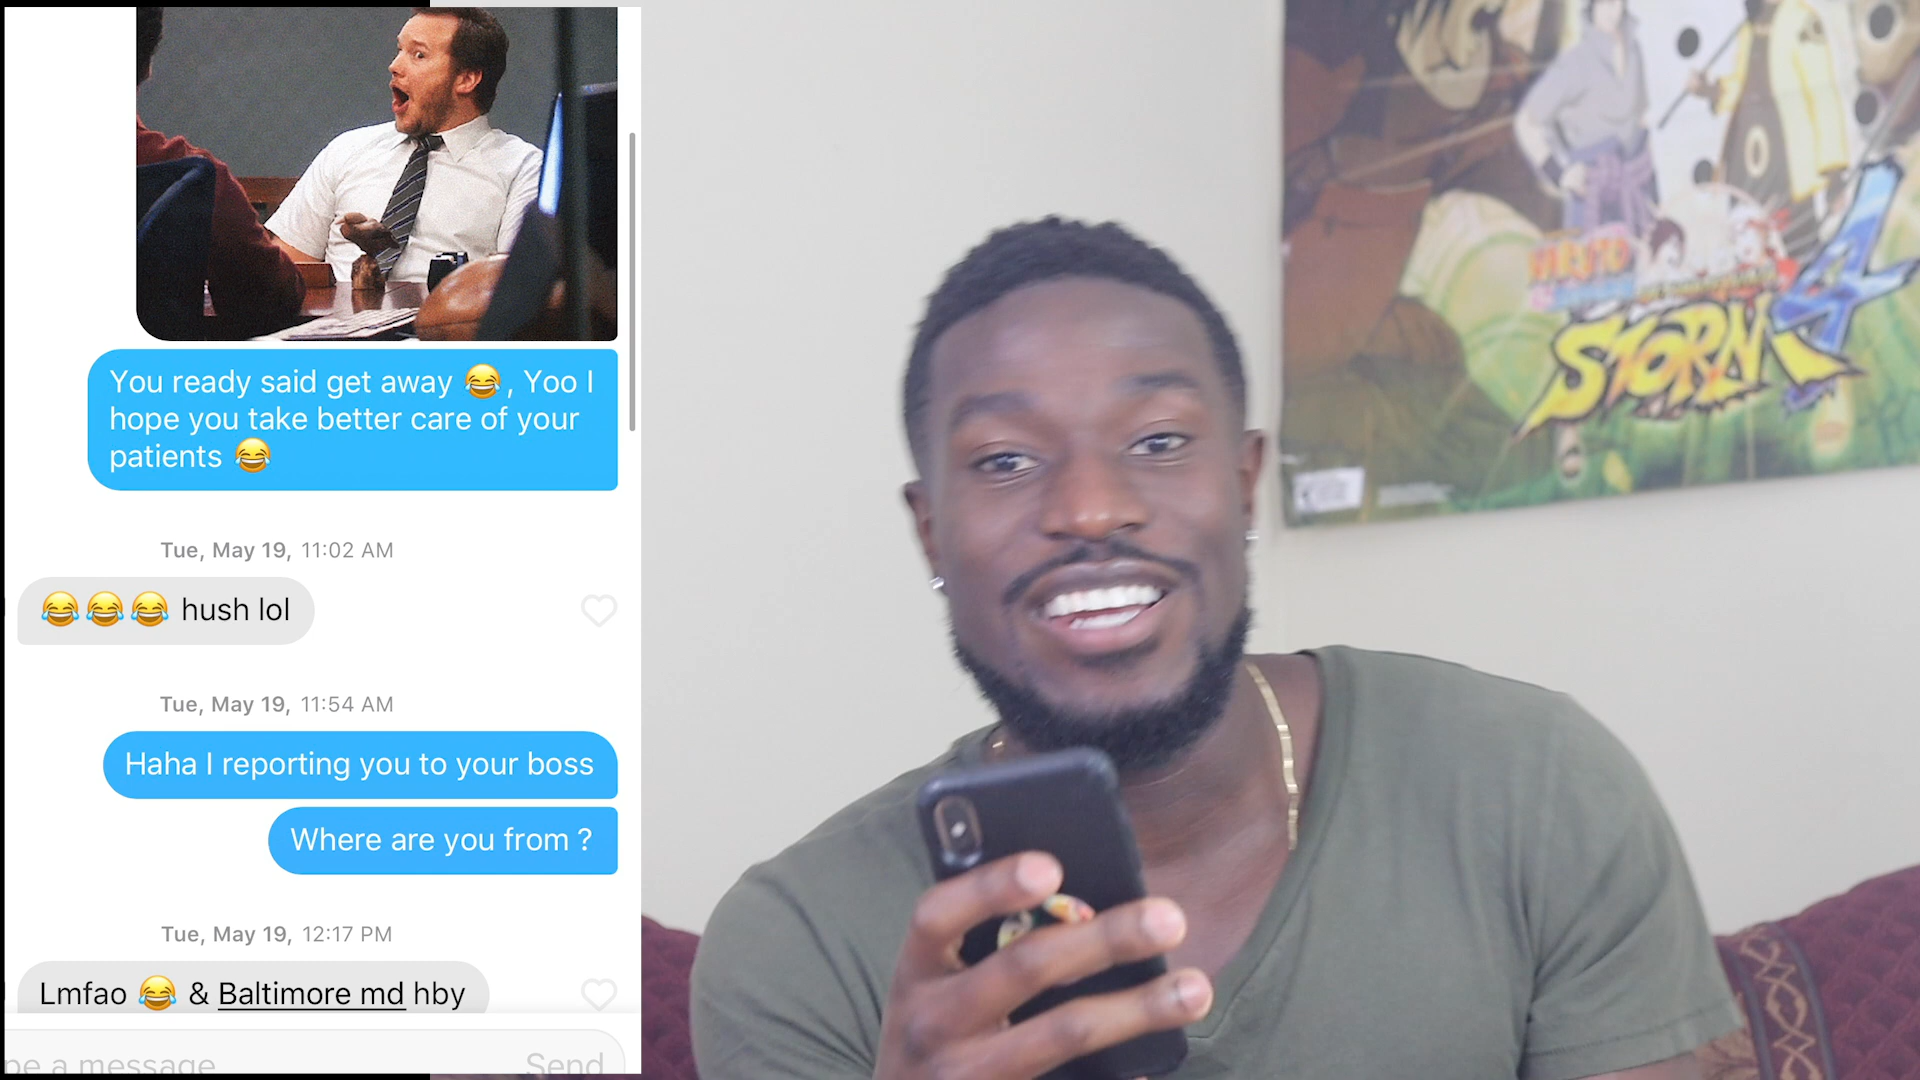 You ready said get away 😂, Yoo I
hope you take better care of your
patients 😂
Tue, May 19, 11:02 AM
😂😂😂 hush lol
Tue, May 19, 11:54 AM
Haha I reporting you to your boss
Where are you from ?
Tue, May 19, 12:17 PM
Lmfao 😂 & Baltimore md hby
pe a message
Send
NARUTO
STORM 4